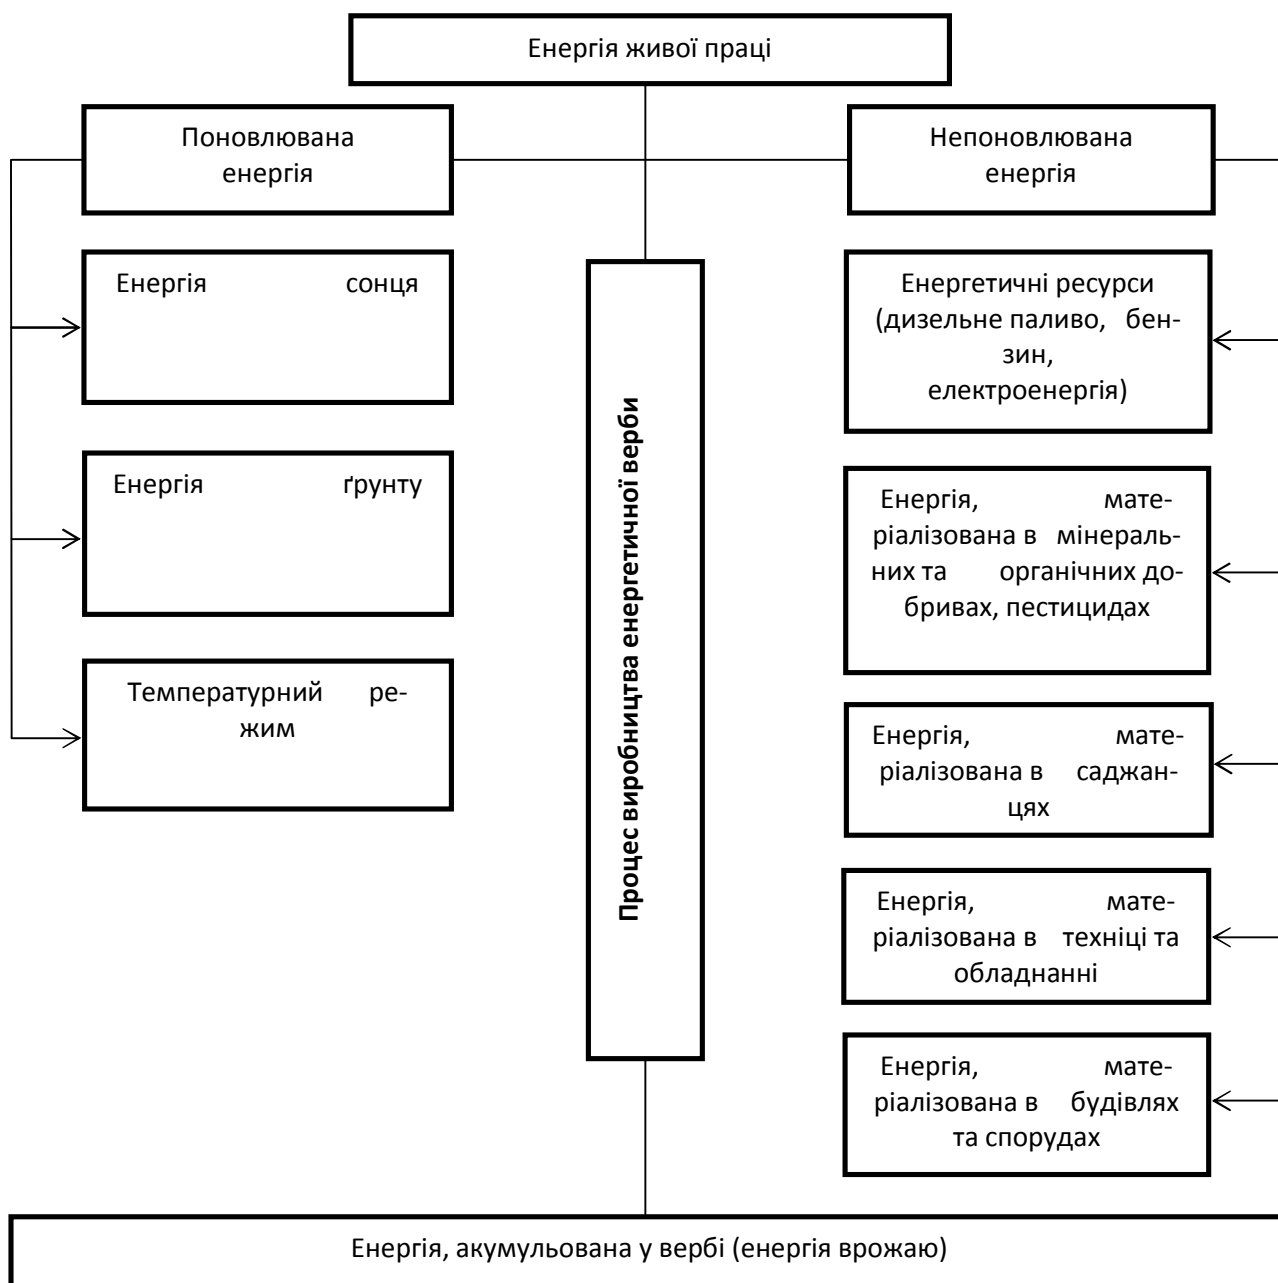 Енергія живої праці
Поновлювана
енергія
Непоновлювана
енергія
Енергія сонця
Енергія ґрунту
Температурний ре-
жим
Процес виробництва енергетичної верби
Енергетичні ресурси
(дизельне паливо, бен-
зин,
електроенергія)
Енергія, мате-
ріалізована в мінераль-
них та органічних до-
бривах, пестицидах
Енергія, мате-
ріалізована в саджан-
цях
Енергія, мате-
ріалізована в техніці та
обладнанні
Енергія, мате-
ріалізована в будівлях
та спорудах
Енергія, акумульована у вербі (енергія врожаю)